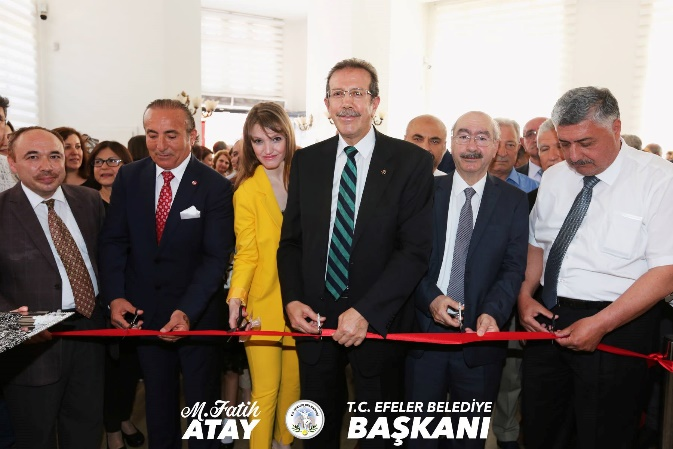 M. Fatih
ATAY
T.C. EFELER BELEDİYE
BAŞKANI